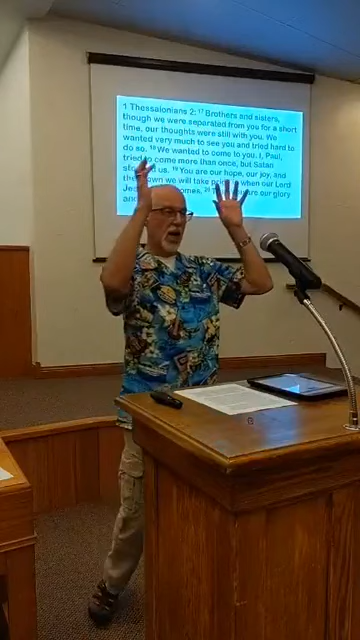 1 Thessalonians 2: 17 Brothers and sisters,
though we were separated from you for a short
time, our thoughts were still with you. We
wanted very much to see you and tried hard to
do so. 18 We wanted to come to you. I, Paul,
tried to come more than once, but Satan
us. 19 You are our hope, our joy, and
the we will take when our Lord
Jes comes. 20 are our glory
and